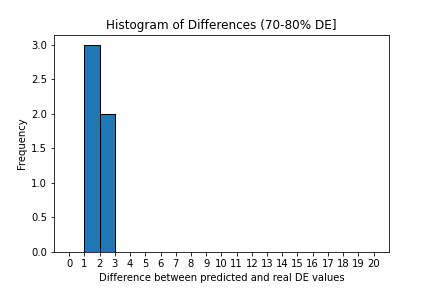 Histogram of Differences (70-80% DE]
3.0
2.5
2.0
1.5
1.0
0.5
0.0
Frequency
0 1 2 3 4 5 6 7 8 9 10 11 12 13 14 15 16 17 18 19 20
Difference between predicted and real DE values